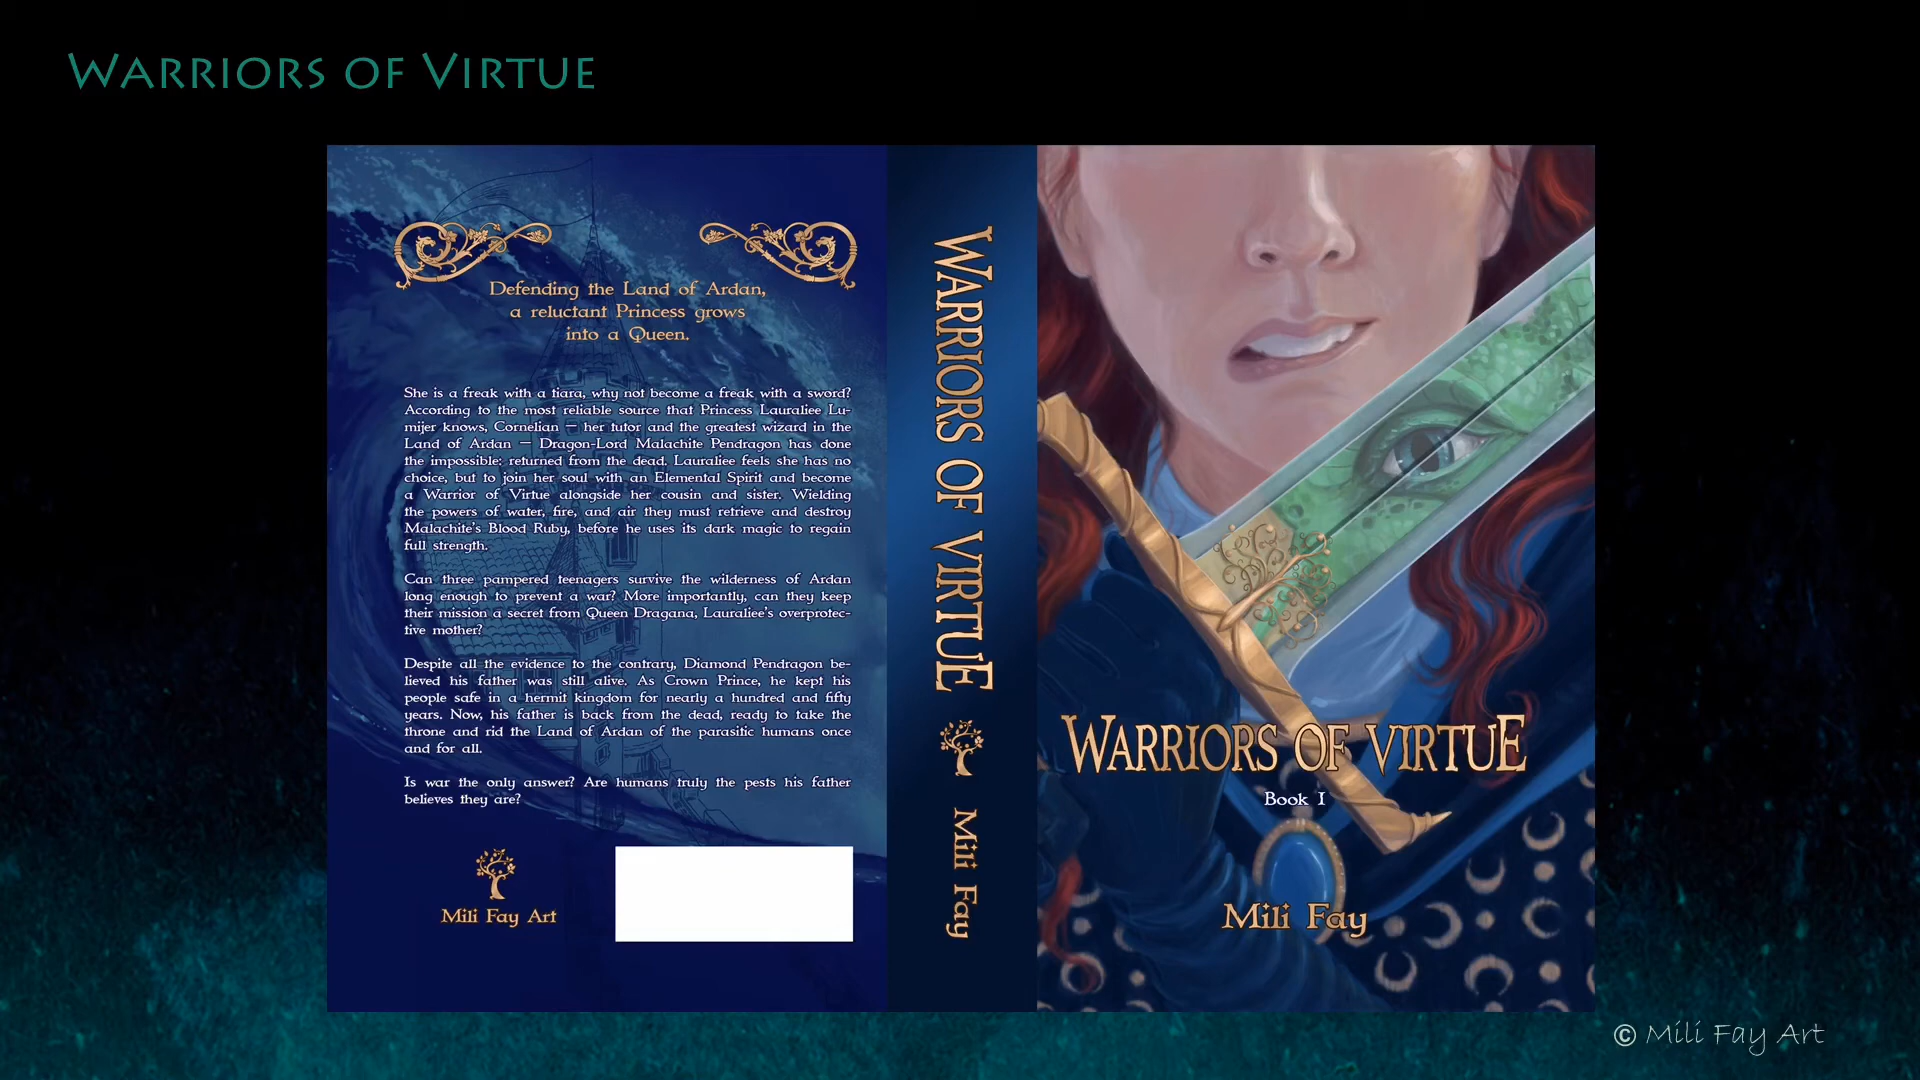 WARRIORS OF VIRTUE
Defending the Land of Ardan,
a reluctant Princess grows
into a Queen.
She is a freak with a tiara, why not become a freak with a sword?
According to the most reliable source that Princess Lauraliee Lu-
mijer knows, Cornelian — her tutor and the greatest wizard in the
Land of Ardan — Dragon-Lord Malachite Pendragon has done
the impossible: returned from the dead. Lauraliee feels she has no
choice, but to join her soul with an Elemental Spirit and become
a Warrior of Virtue alongside her cousin and sister. Wielding
the powers of water, fire, and air they must retrieve and destroy
Malachite's Blood Ruby, before he uses its dark magic to regain
full strength.
Can three pampered teenagers survive the wilderness of Ardan
long enough to prevent a war? More importantly, can they keep
their mission a secret from Queen Dragana, Lauraliee's overprotec-
tive mother?
Despite all the evidence to the contrary, Diamond Pendragon be-
lieved his father was still alive. As Crown Prince, he kept his
people safe in a hermit kingdom for nearly a hundred and fifty
years. Now, his father is back from the dead, ready to take the
throne and rid the Land of Ardan of the parasitic humans once
and for all.
Is war the only answer? Are humans truly the pests his father
believes they are?
Mili Fay Art
WARRIORS OF VIRTUE
Mili Fay
WARRIORS OF VIRTUE
Book I
Mili Fay
© Mili Fay Art